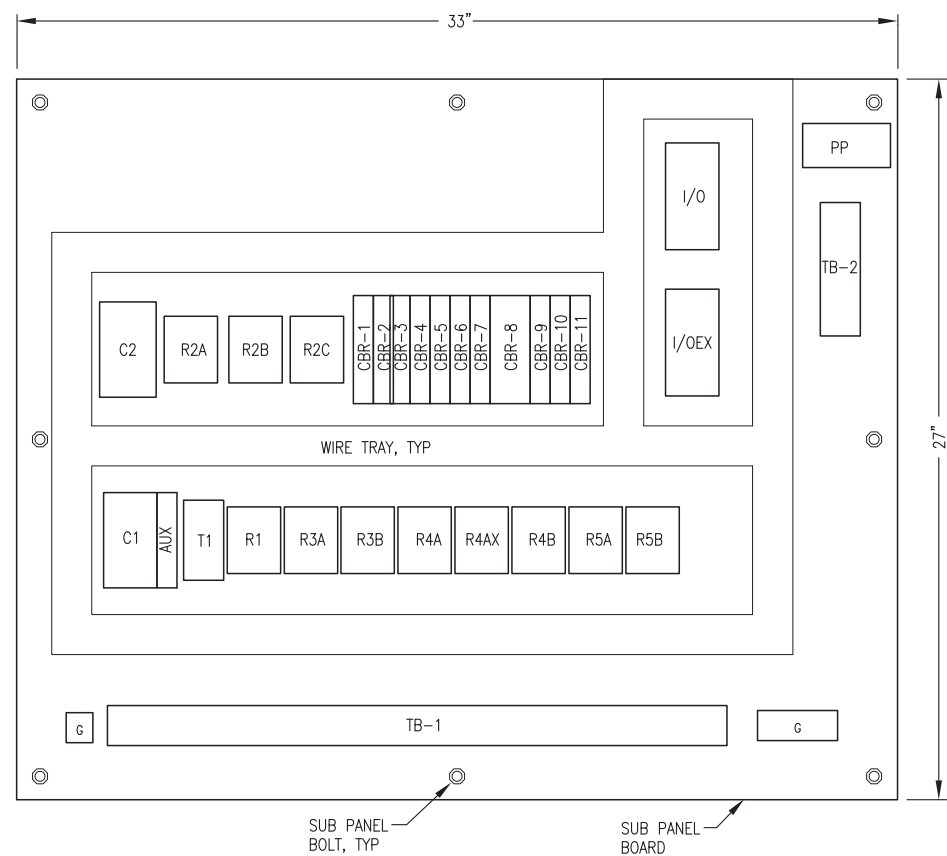 33"
PP
I/O
TB-2
27"
C2
R2A
R2B
R2C
CBR-1
CBR-2
CBR-3
CBR-4
CBR-5
CBR-6
CBR-7
CBR-8
CBR-9
CBR-10
CBR-11
I/OEX
WIRE TRAY, TYP
C1
AUX
T1
R1
R3A
R3B
R4A
R4AX
R4B
R5A
R5B
G
TB-1
G
SUB PANEL
BOLT, TYP
SUB PANEL
BOARD